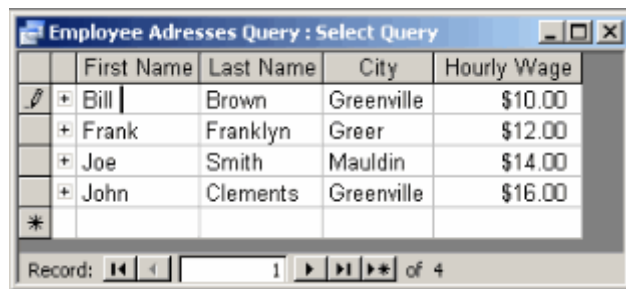 Employee Adresses Query : Select Query
First Name Last Name City Hourly Wage
Bill Brown Greenville $10.00
Frank Franklyn Greer $12.00
Joe Smith Mauldin $14.00
John Clements Greenville $16.00
Record: 1 of 4